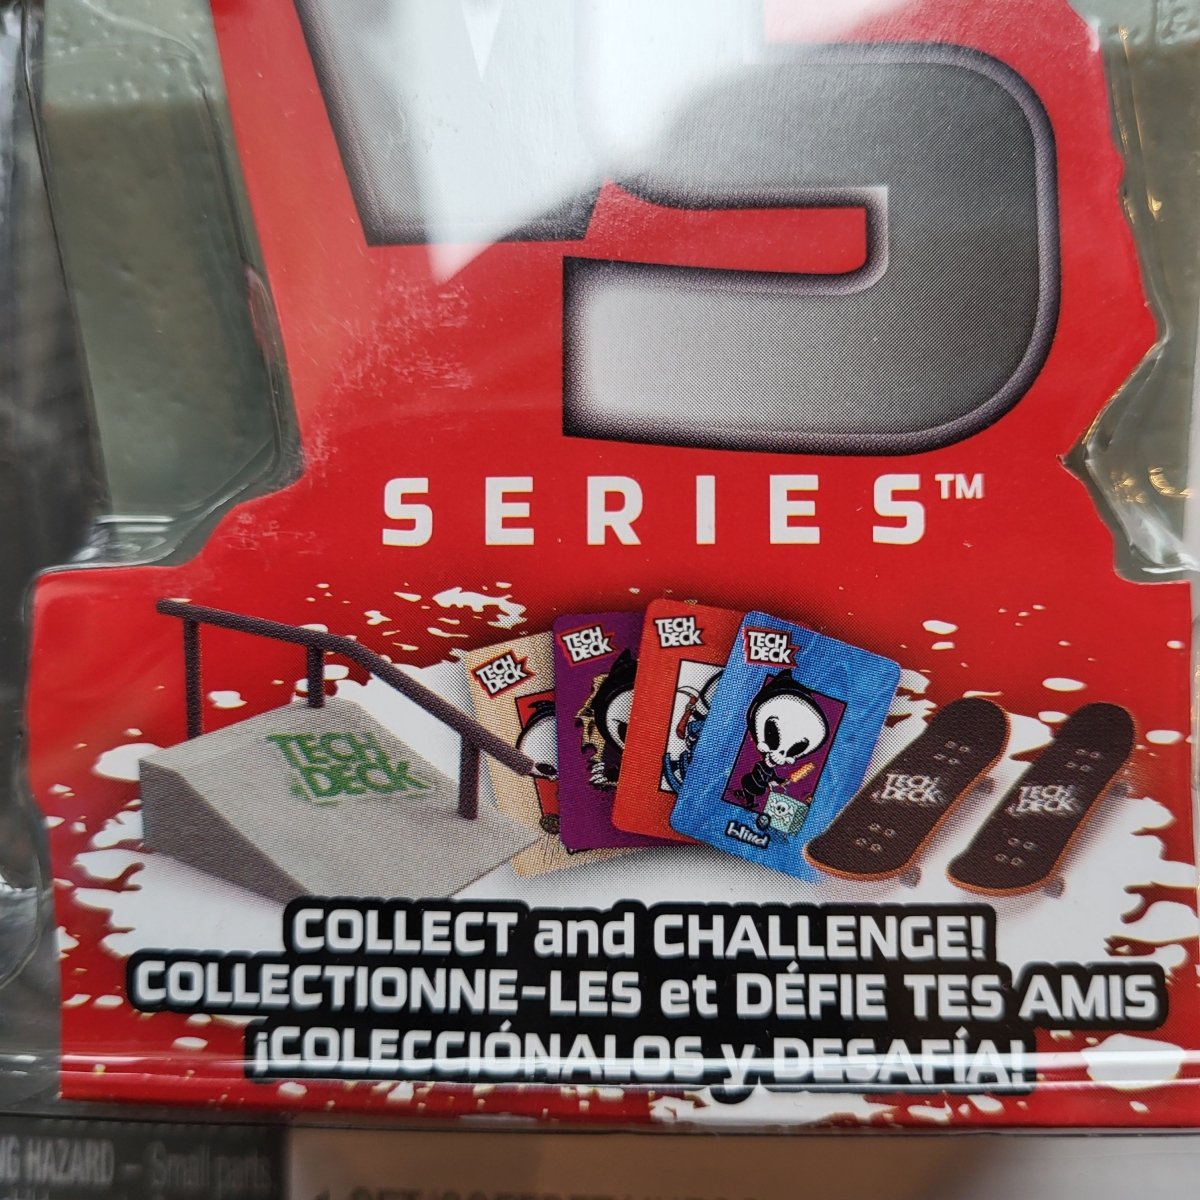 VS
SERIES™
TECH
DECK
TECH
DECK
TECH
DECK
TECH
DECK
TECH
DECK
blind
TECH
DECK
TECH
DECK
COLLECT and CHALLENGE!
COLLECTIONNE-LES et DÉFIE TES AMIS
¡COLECCIÓNALOS y DESAFÍA!
HAZARD – Small parts